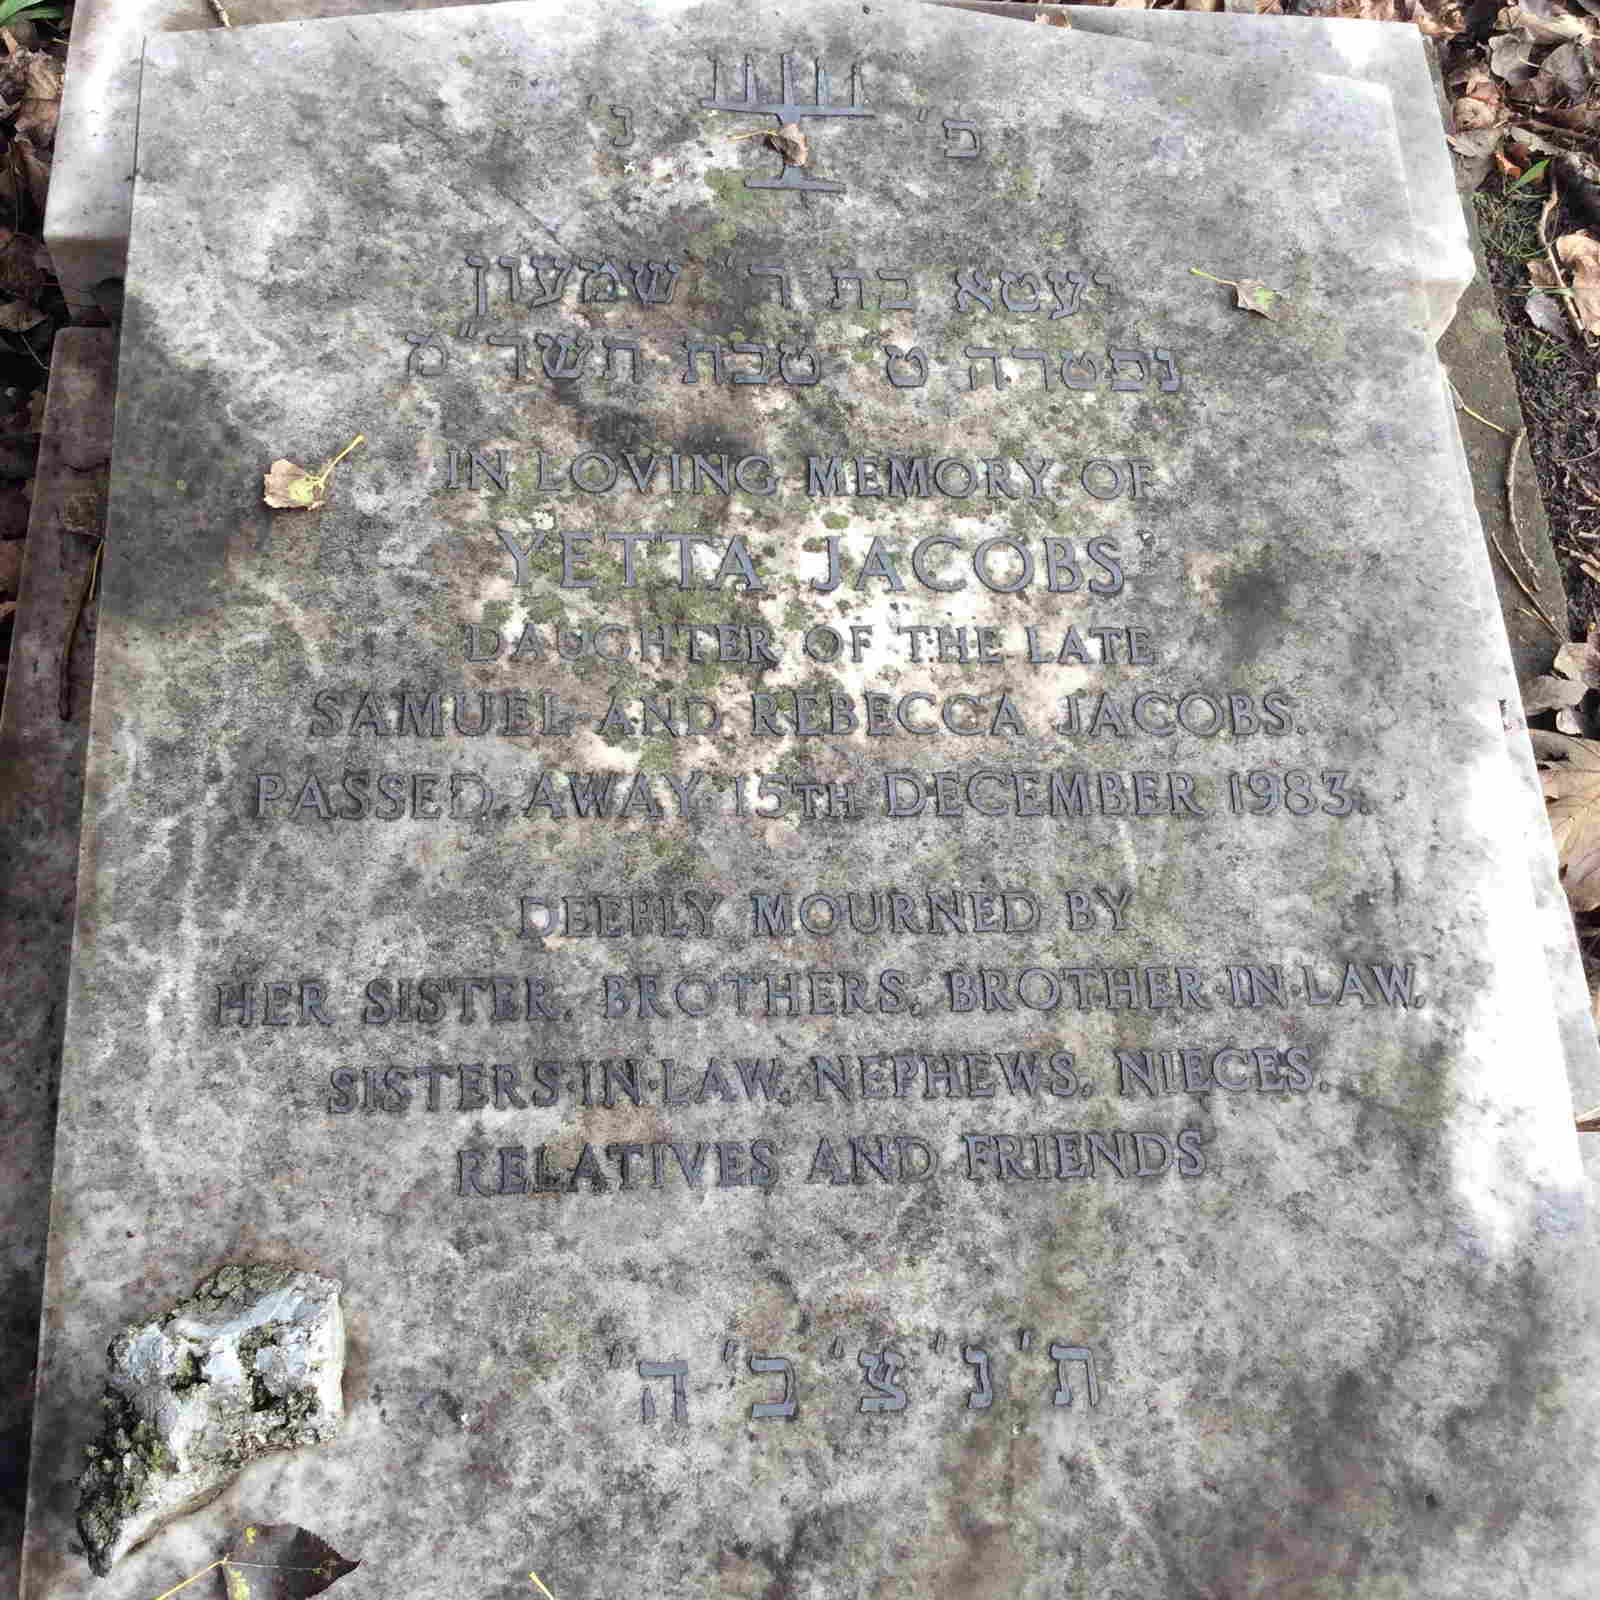 פ' נ'
יעטא בת ר' שמעון
נפטרה ט' טבת תשד"מ
IN LOVING MEMORY OF
YETTA JACOBS
DAUGHTER OF THE LATE
SAMUEL AND REBECCA JACOBS.
PASSED AWAY 15TH DECEMBER 1983.
DEEPLY MOURNED BY
HER SISTER, BROTHERS, BROTHER·IN·LAW,
SISTERS·IN·LAW, NEPHEWS, NIECES,
RELATIVES AND FRIENDS
ת'נ'צ'ב'ה'